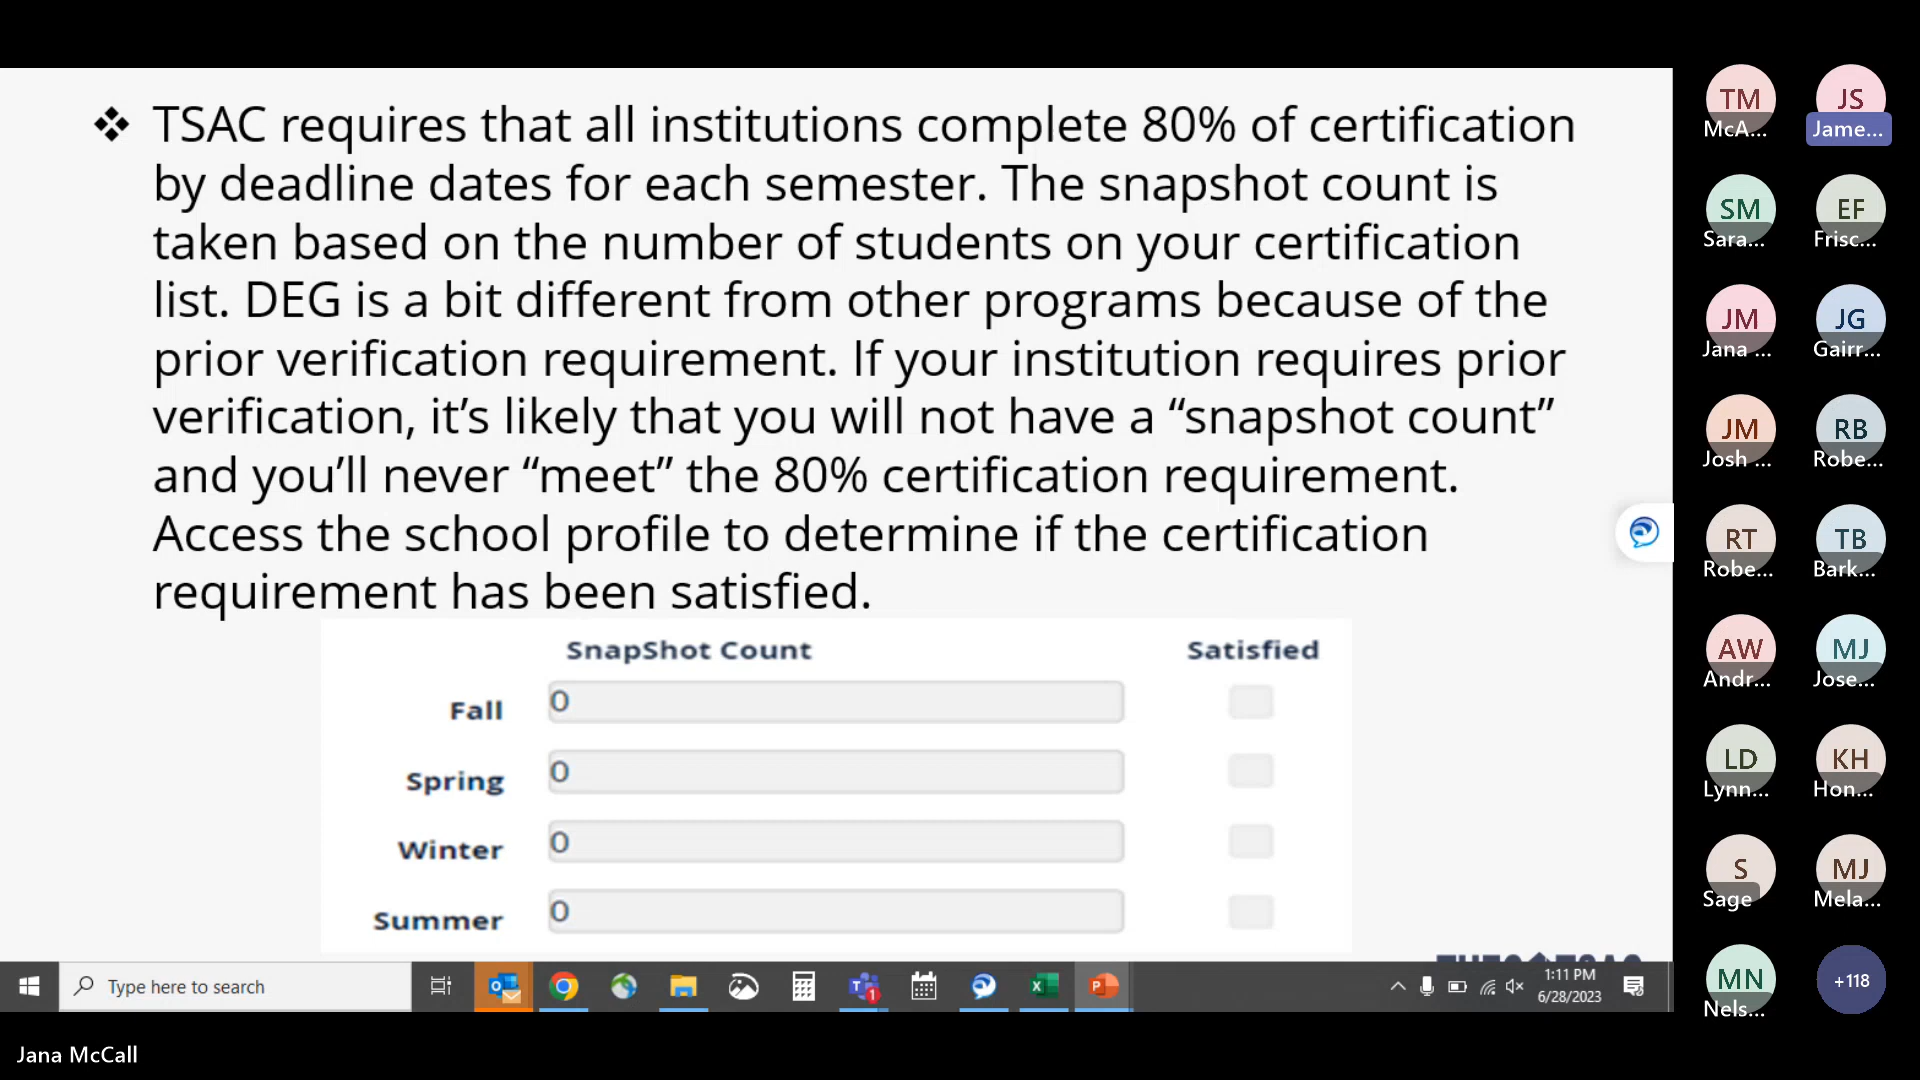 ❖ TSAC requires that all institutions complete 80% of certification
by deadline dates for each semester. The snapshot count is
taken based on the number of students on your certification
list. DEG is a bit different from other programs because of the
prior verification requirement. If your institution requires prior
verification, it’s likely that you will not have a “snapshot count”
and you’ll never “meet” the 80% certification requirement.
Access the school profile to determine if the certification
requirement has been satisfied.
SnapShot Count Satisfied
Fall 0
Spring 0
Winter 0
Summer 0
Type here to search
1:11 PM
6/28/2023
Jana McCall
TM JS
McA... Jame...
SM EF
Sara... Frisc...
JM JG
Jana ... Gairr...
JM RB
Josh ... Robe...
RT TB
Robe... Bark...
AW MJ
Andr... Jose...
LD KH
Lynn... Hon...
S MJ
Sage Mela...
MN +118
Nels...